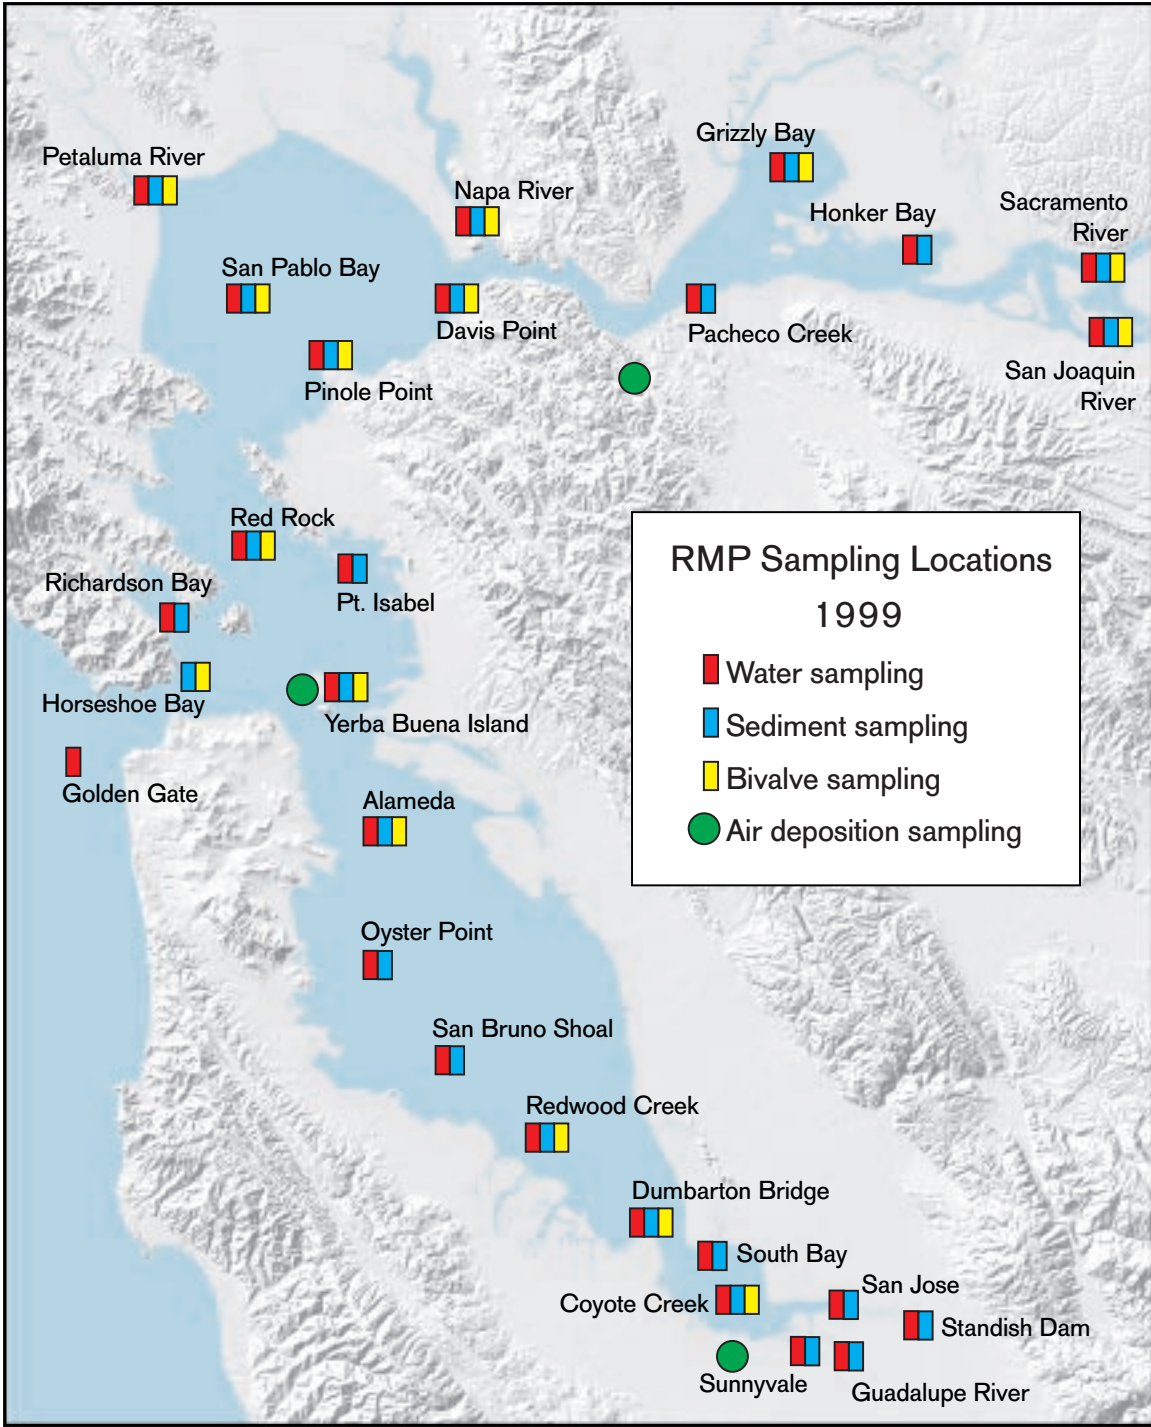 Grizzly Bay
Petaluma River
Napa River
Sacramento
River
Honker Bay
San Pablo Bay
Davis Point
Pacheco Creek
San Joaquin
River
Pinole Point
Red Rock
Richardson Bay
Pt. Isabel
Horseshoe Bay
Yerba Buena Island
Golden Gate
Alameda
RMP Sampling Locations
1999
Water sampling
Sediment sampling
Bivalve sampling
Air deposition sampling
Oyster Point
San Bruno Shoal
Redwood Creek
Dumbarton Bridge
South Bay
San Jose
Coyote Creek
Standish Dam
Sunnyvale
Guadalupe River